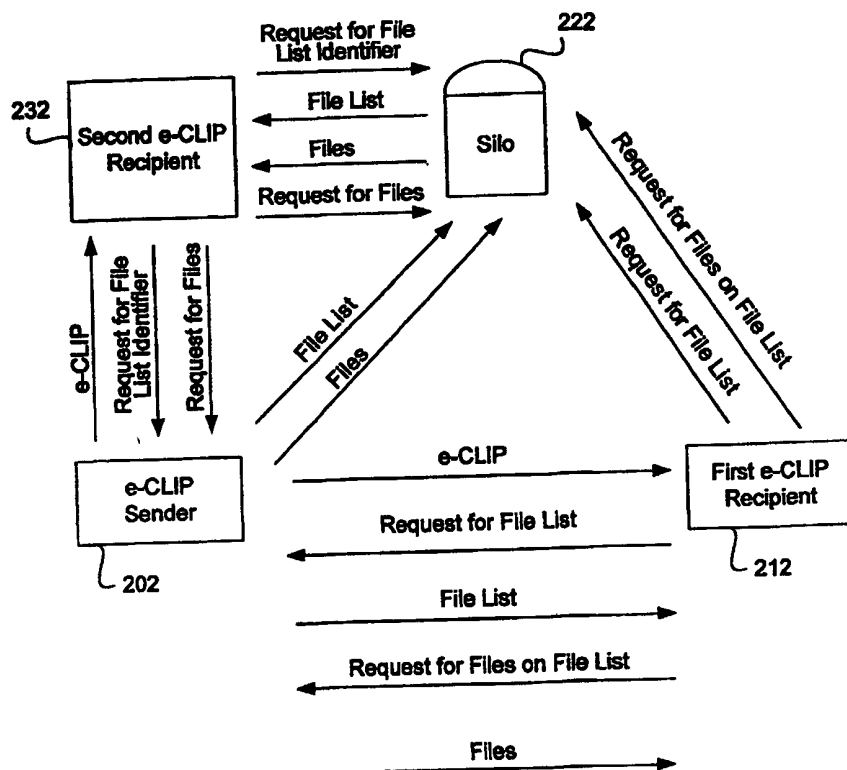 Request for File
List Identifier
222
File List
232
Second e-CLIP
Recipient
Silo
Files
Request for Files
Request for Files on File List
Request for File List
e-CLIP
Request for File
List Identifier
Request for Files
File List
Files
e-CLIP
Sender
e-CLIP
First e-CLIP
Recipient
Request for File List
202
212
File List
Request for Files on File List
Files